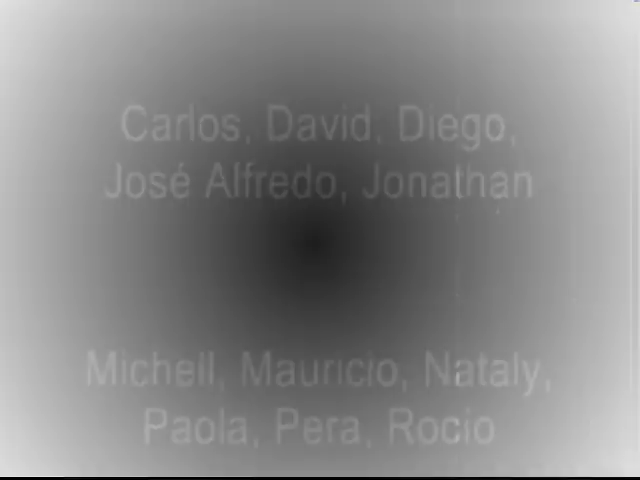 Carlos, David, Diego,
José Alfredo, Jonathan
Michell, Mauricio, Nataly,
Paola, Pera, Rocio